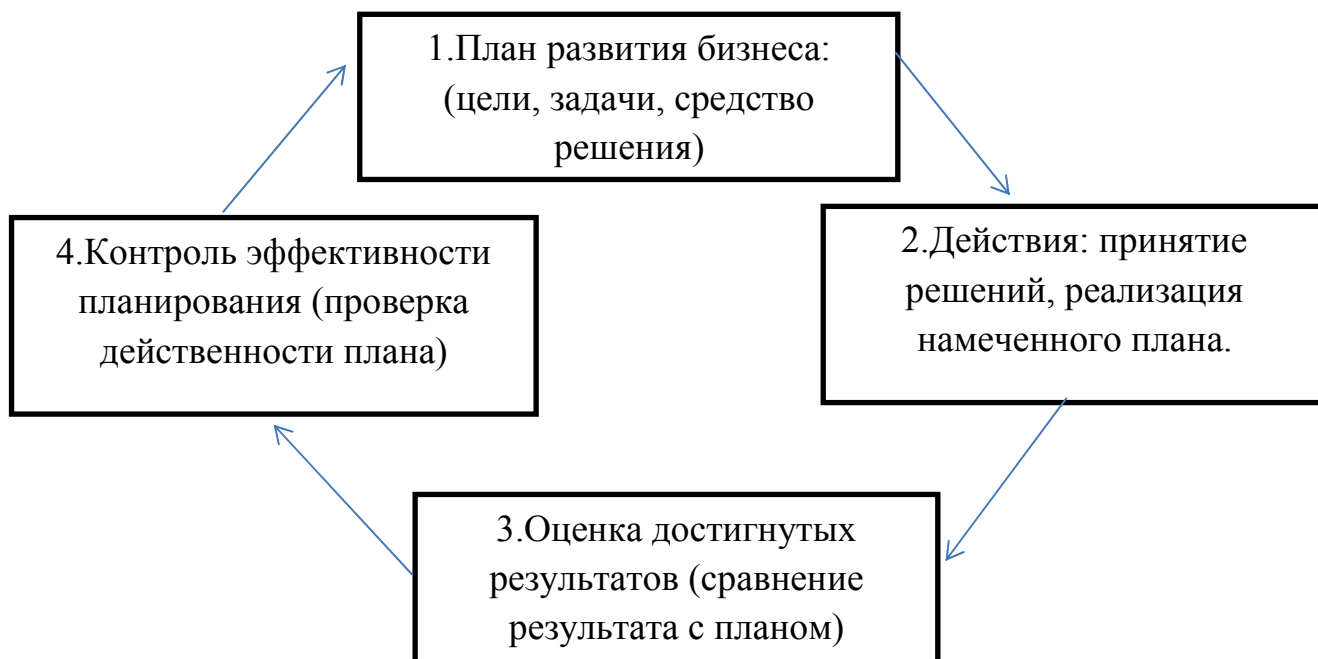 1.План развития бизнеса:
(цели, задачи, средство
решения)
2.Действия: принятие
решений, реализация
намеченного плана.
3.Оценка достигнутых
результатов (сравнение
результата с планом)
4.Контроль эффективности
планирования (проверка
действенности плана)